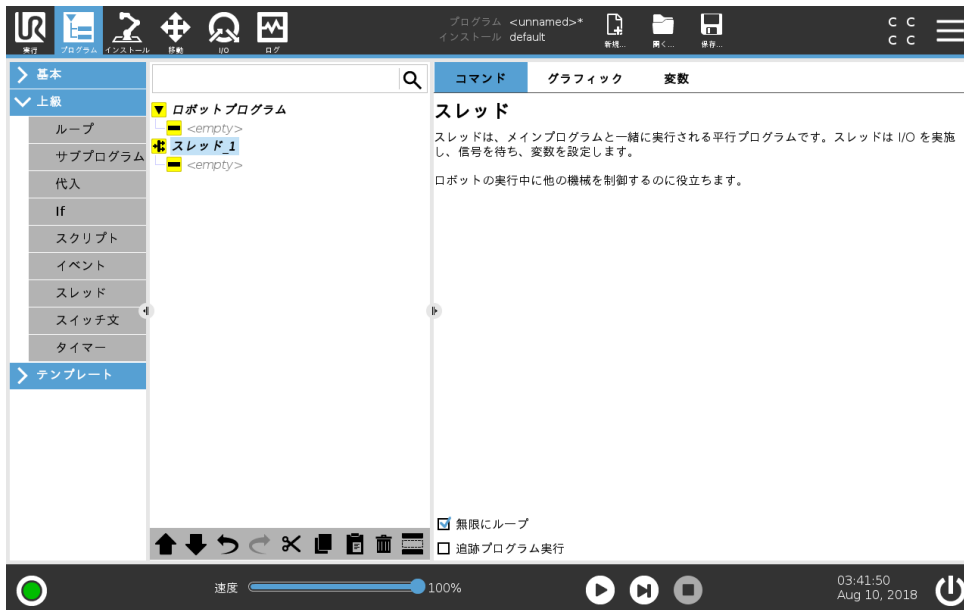 UR
実行
プログラム
インストール
移動
I/O
ログ
プログラム <unnamed>*
インストール default
新規...
開く...
保存...
C C
C C
基本
上級
ループ
サブプログラム
代入
If
スクリプト
イベント
スレッド
スイッチ文
タイマー
テンプレート
ロボットプログラム
<empty>
スレッド_1
<empty>
コマンド グラフィック 変数
スレッド
スレッドは、メインプログラムと一緒に実行される平行プログラムです。スレッドは I/O を実施
し、信号を待ち、変数を設定します。
ロボットの実行中に他の機械を制御するのに役立ちます。
無限にループ
追跡プログラム実行
速度 100%
03:41:50
Aug 10, 2018